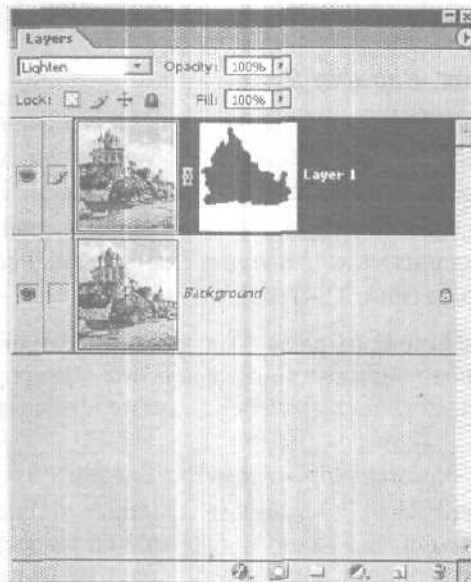 Layers
Lighten Opacity: 100%
Lock: Fill: 100%
Layer 1
Background